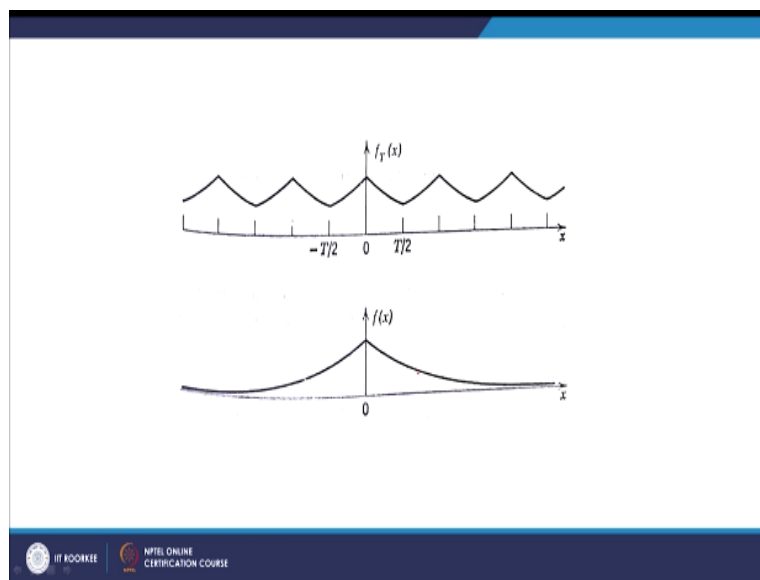 f_T(x)
-T/2 0 T/2 x
f(x)
0 x
IIT ROORKEE
NPTEL ONLINE
CERTIFICATION COURSE